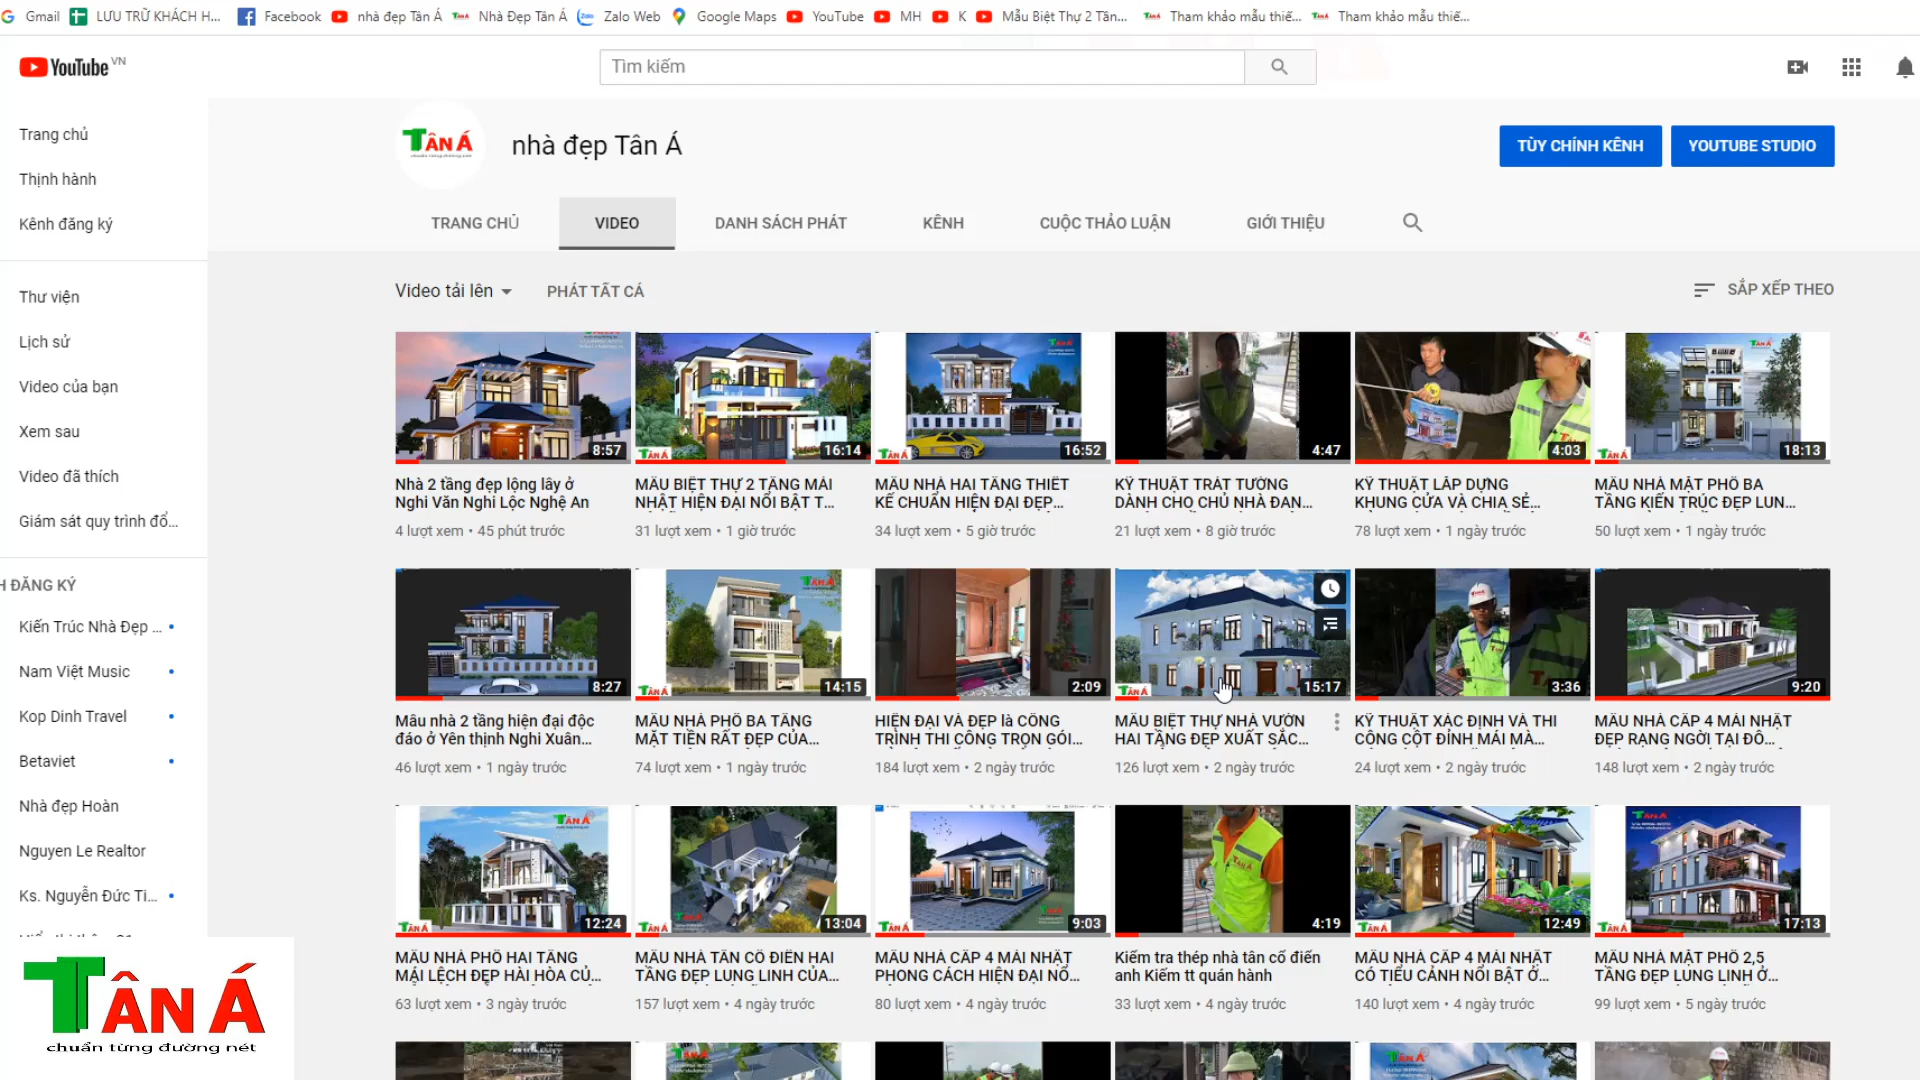 Gmail LƯU TRỮ KHÁCH H... Facebook nhà đẹp Tân Á Nhà Đẹp Tân Á Zalo Web Google Maps YouTube MH K Mẫu Biệt Thự 2 Tân... Tham khảo mẫu thiế... Tham khảo mẫu thiế...
YouTube VN
Tìm kiếm
Trang chủ
Thịnh hành
Kênh đăng ký
Thư viện
Lịch sử
Video của bạn
Xem sau
Video đã thích
Giám sát quy trình đổ...
H ĐĂNG KÝ
Kiến Trúc Nhà Đẹp ...
Nam Việt Music
Kop Dinh Travel
Betaviet
Nhà đẹp Hoàn
Nguyen Le Realtor
Ks. Nguyễn Đức Ti...
TÂN Á
chuẩn từng đường nét
TÂN Á
nhà đẹp Tân Á
TÙY CHỈNH KÊNH
YOUTUBE STUDIO
TRANG CHỦ VIDEO DANH SÁCH PHÁT KÊNH CUỘC THẢO LUẬN GIỚI THIỆU
Video tải lên PHÁT TẤT CẢ
SẮP XẾP THEO
8:57
Nhà 2 tầng đẹp lộng lẫy ở
Nghi Văn Nghi Lộc Nghệ An
4 lượt xem • 45 phút trước
TÂN Á
16:14
MẪU BIỆT THỰ 2 TẦNG MÁI
NHẬT HIỆN ĐẠI NỔI BẬT T...
31 lượt xem • 1 giờ trước
TÂN Á
16:52
MẪU NHÀ HAI TẦNG THIẾT
KẾ CHUẨN HIỆN ĐẠI ĐẸP...
34 lượt xem • 5 giờ trước
4:47
KỸ THUẬT TRÁT TƯỜNG
DÀNH CHO CHỦ NHÀ ĐAN...
21 lượt xem • 8 giờ trước
4:03
KỸ THUẬT LẮP DỰNG
KHUNG CỬA VÀ CHIA SẺ...
78 lượt xem • 1 ngày trước
TÂN Á
18:13
MẪU NHÀ MẶT PHỐ BA
TẦNG KIẾN TRÚC ĐẸP LUN...
50 lượt xem • 1 ngày trước
8:27
Mẫu nhà 2 tầng hiện đại độc
đáo ở Yên thịnh Nghi Xuân...
46 lượt xem • 1 ngày trước
TÂN Á
14:15
MẪU NHÀ PHỐ BA TẦNG
MẶT TIỀN RẤT ĐẸP CỦA...
74 lượt xem • 1 ngày trước
2:09
HIỆN ĐẠI VÀ ĐẸP là CÔNG
TRÌNH THI CÔNG TRỌN GÓI...
184 lượt xem • 2 ngày trước
TÂN Á
15:17
MẪU BIỆT THỰ NHÀ VƯỜN
HAI TẦNG ĐẸP XUẤT SẮC...
126 lượt xem • 2 ngày trước
3:36
KỸ THUẬT XÁC ĐỊNH VÀ THI
CÔNG CỘT ĐỈNH MÁI MÀ...
24 lượt xem • 2 ngày trước
9:20
MẪU NHÀ CẤP 4 MÁI NHẬT
ĐẸP RẠNG NGỜI TẠI ĐÔ...
148 lượt xem • 2 ngày trước
TÂN Á
12:24
MẪU NHÀ PHỐ HAI TẦNG
MÁI LỆCH ĐẸP HÀI HÒA CỦ...
63 lượt xem • 3 ngày trước
TÂN Á
13:04
MẪU NHÀ TÂN CỔ ĐIỂN HAI
TẦNG ĐẸP LUNG LINH CỦA...
157 lượt xem • 4 ngày trước
TÂN Á
9:03
MẪU NHÀ CẤP 4 MÁI NHẬT
PHONG CÁCH HIỆN ĐẠI NỔ...
80 lượt xem • 4 ngày trước
4:19
Kiểm tra thép nhà tân cổ điển
anh Kiếm tt quán hành
33 lượt xem • 4 ngày trước
TÂN Á
12:49
MẪU NHÀ CẤP 4 MÁI NHẬT
CÓ TIỂU CẢNH NỔI BẬT Ở...
140 lượt xem • 4 ngày trước
TÂN Á
17:13
MẪU NHÀ MẶT PHỐ 2,5
TẦNG ĐẸP LUNG LINH Ở...
99 lượt xem • 5 ngày trước